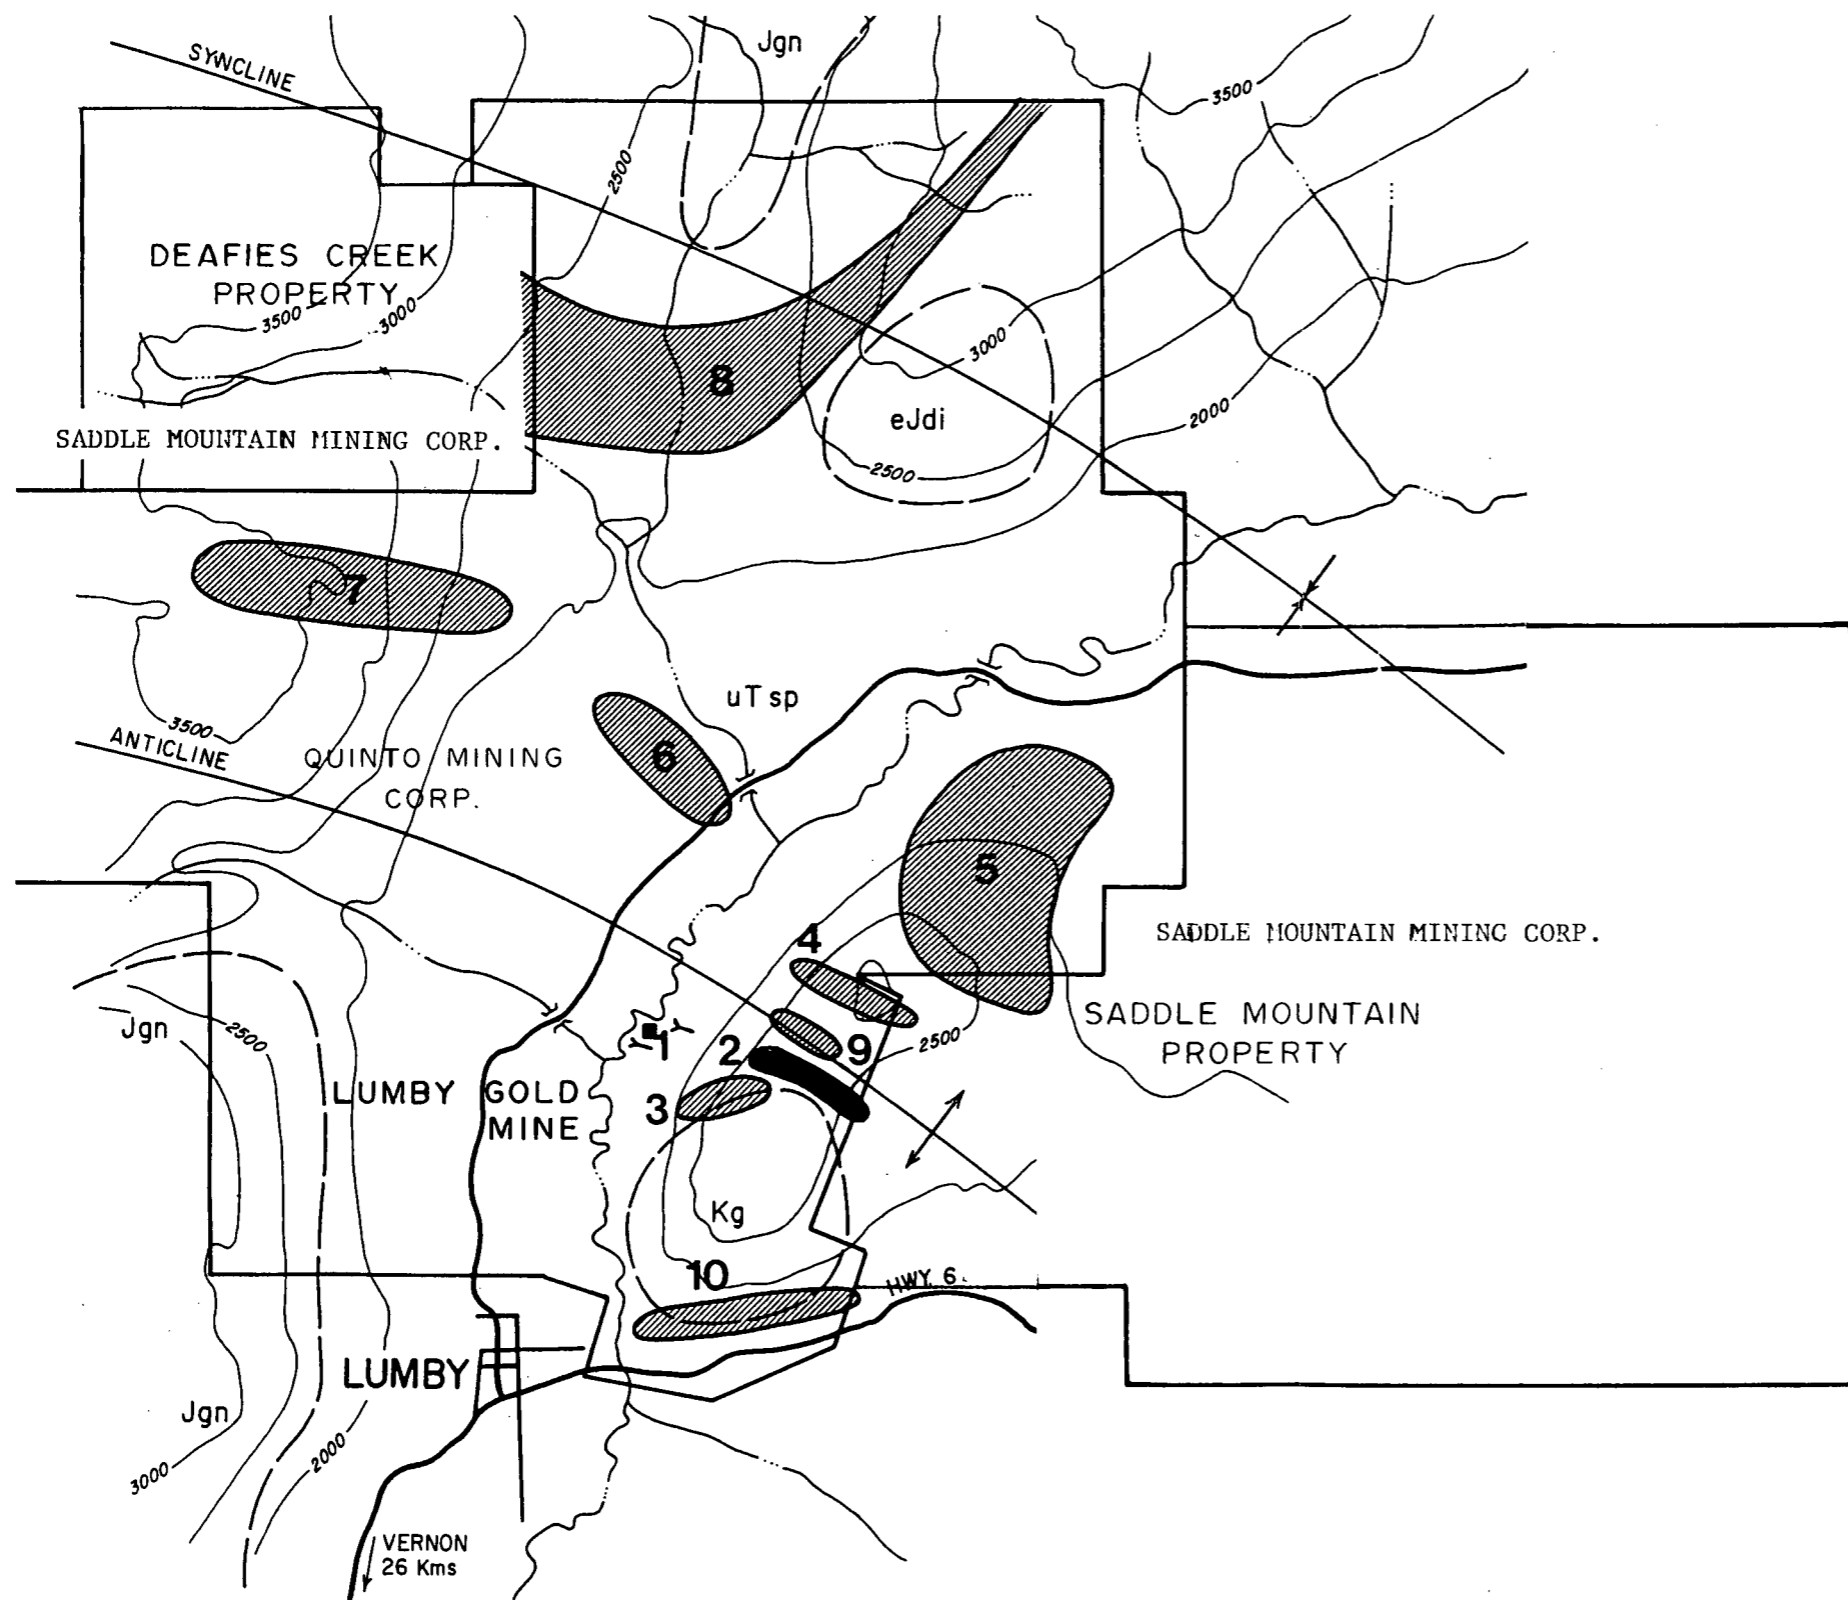 Jgn
SYNCLINE
3500
2500
DEAFIES CREEK
PROPERTY
3500
3000
3000
8
eJdi
2000
SADDLE MOUNTAIN MINING CORP.
2500
7
uTsp
3500
ANTICLINE
QUINTO MINING
CORP.
6
5
4
SADDLE MOUNTAIN MINING CORP.
SADDLE MOUNTAIN
PROPERTY
Jgn
2500
1
2
9
2500
LUMBY GOLD
MINE
3
Kg
10
HWY. 6
LUMBY
Jgn
3000
2000
VERNON
26 Kms